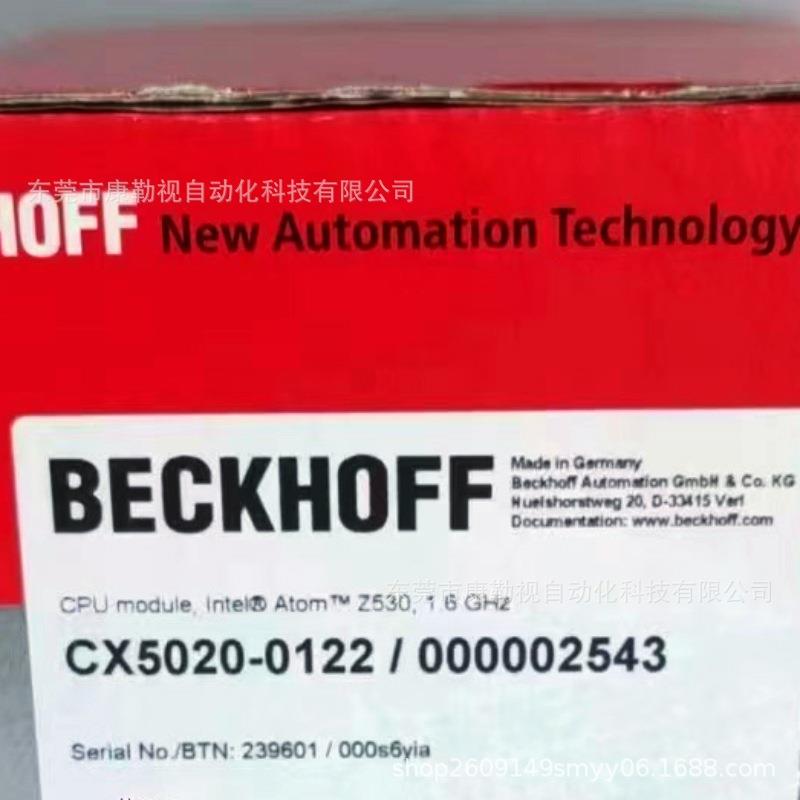 东莞市康勒视自动化科技有限公司
HOFF New Automation Technology
BECKHOFF
Made in Germany
Beckhoff Automation GmbH & Co. KG
Huelshorstweg 20, D-33415 Verl
Documentation: www.beckhoff.com
东莞市康勒视自动化科技有限公司
CPU module, Intel® Atom™ Z530, 1.6 GHz
CX5020-0122 / 000002543
Serial No./BTN: 239601 / 000s6yia
shop2609149smyy06.1688.com